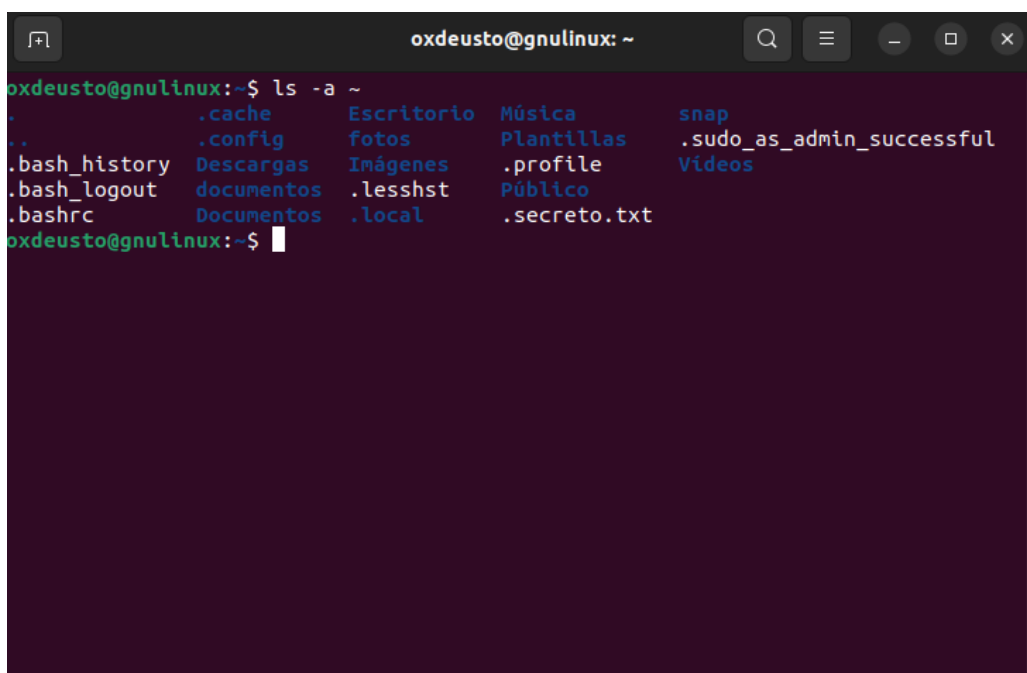 oxdeusto@gnulinux: ~
oxdeusto@gnulinux:~$ ls -a ~
. .cache Escritorio Música snap
.. .config fotos Plantillas .sudo_as_admin_successful
.bash_history Descargas Imágenes .profile Vídeos
.bash_logout documentos .lesshst Público
.bashrc Documentos .local .secreto.txt
oxdeusto@gnulinux:~$